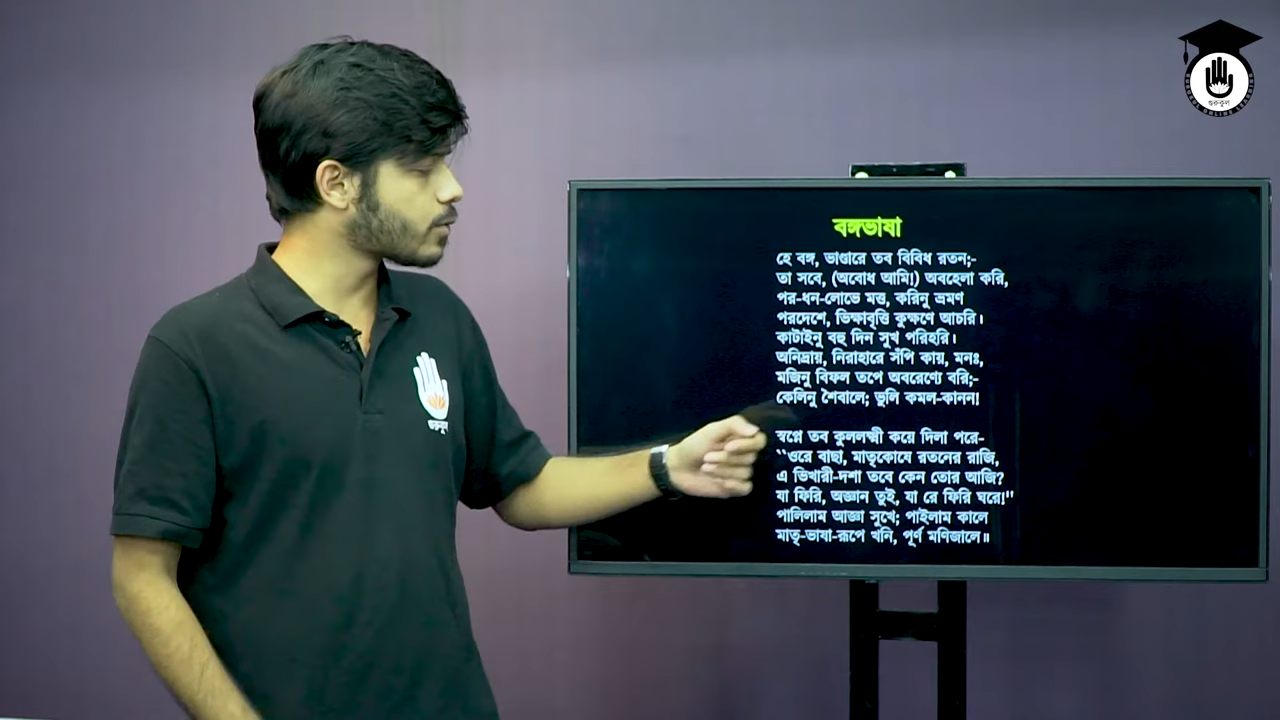 গুরুকুল
বঙ্গভাষা
হে বঙ্গ, ভাণ্ডারে তব বিবিধ রতন;-
তা সবে, (অবোধ আমি!) অবহেলা করি,
পর-ধন-লোভে মত্ত, করিনু ভ্রমণ
পরদেশে, ভিক্ষাবৃত্তি কুক্ষণে আচরি।
কাটাইনু বহু দিন সুখ পরিহরি।
অনিদ্রায়, নিরাহারে সঁপি কায়, মনঃ,
মজিনু বিফল তপে অবরেণ্যে বরি;-
কেলিনু শৈবালে; ভুলি কমল-কানন!
স্বপ্নে তব কুললক্ষ্মী কয়ে দিলা পরে-
``ওরে বাছা, মাতৃকোষে রতনের রাজি,
এ ভিখারী-দশা তবে কেন তোর আজি?
যা ফিরি, অজ্ঞান তুই, যা রে ফিরি ঘরে!"
পালিলাম আজ্ঞা সুখে; পাইলাম কালে
মাতৃ-ভাষা-রূপে খনি, পূর্ণ মণিজালে॥
গুরুকুল